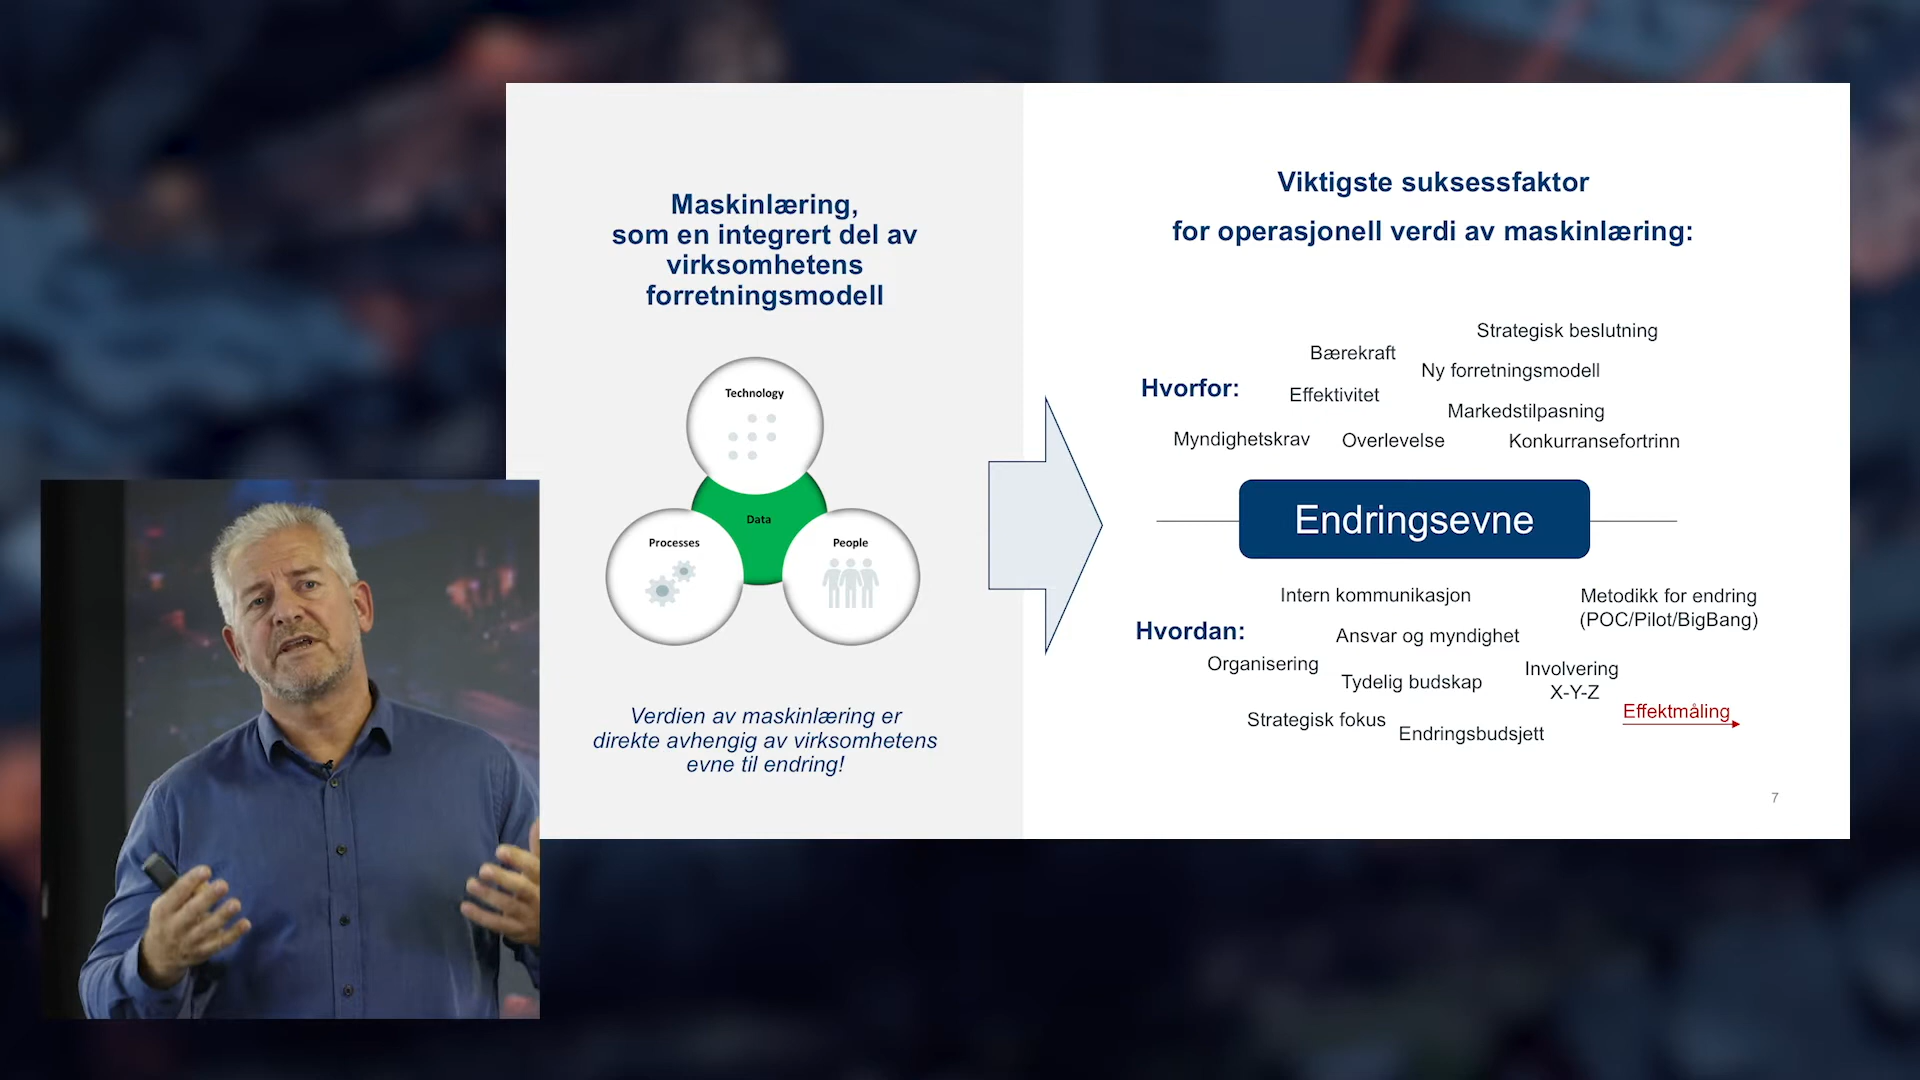 Maskinlæring,
som en integrert del av
virksomhetens
forretningsmodell
Technology
Data
Processes
People
Verdien av maskinlæring er
direkte avhengig av virksomhetens
evne til endring!
Viktigste suksessfaktor
for operasjonell verdi av maskinlæring:
Strategisk beslutning
Bærekraft
Ny forretningsmodell
Hvorfor:
Effektivitet
Markedstilpasning
Myndighetskrav
Overlevelse
Konkurransefortrinn
Endringsevne
Intern kommunikasjon
Metodikk for endring
(POC/Pilot/BigBang)
Hvordan:
Ansvar og myndighet
Organisering
Tydelig budskap
Involvering
X-Y-Z
Strategisk fokus
Endringsbudsjett
Effektmåling
7